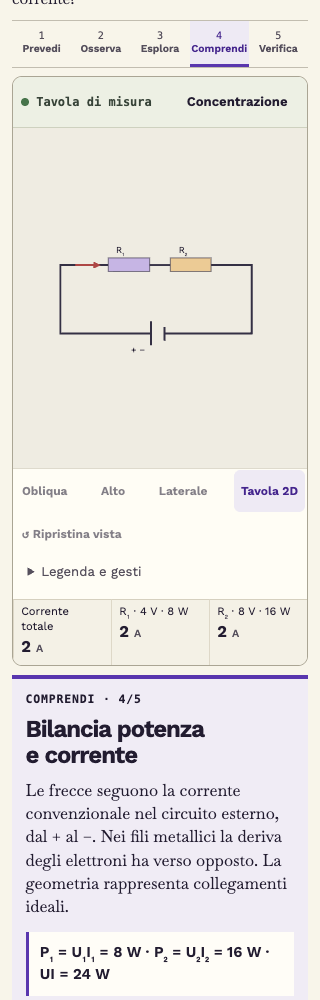 1
Prevedi
2
Osserva
3
Esplora
4
Comprendi
5
Verifica
Tavola di misura
Concentrazione
R₁
R₂
+ −
Obliqua
Alto
Laterale
Tavola 2D
↺ Ripristina vista
▶ Legenda e gesti
Corrente
totale
2 A
R₁ · 4 V · 8 W
2 A
R₂ · 8 V · 16 W
2 A
COMPRENDI · 4/5
Bilancia potenza
e corrente
Le frecce seguono la corrente
convenzionale nel circuito esterno,
dal + al −. Nei fili metallici la deriva
degli elettroni ha verso opposto. La
geometria rappresenta collegamenti
ideali.
P₁ = U₁I₁ = 8 W · P₂ = U₂I₂ = 16 W ·
UI = 24 W